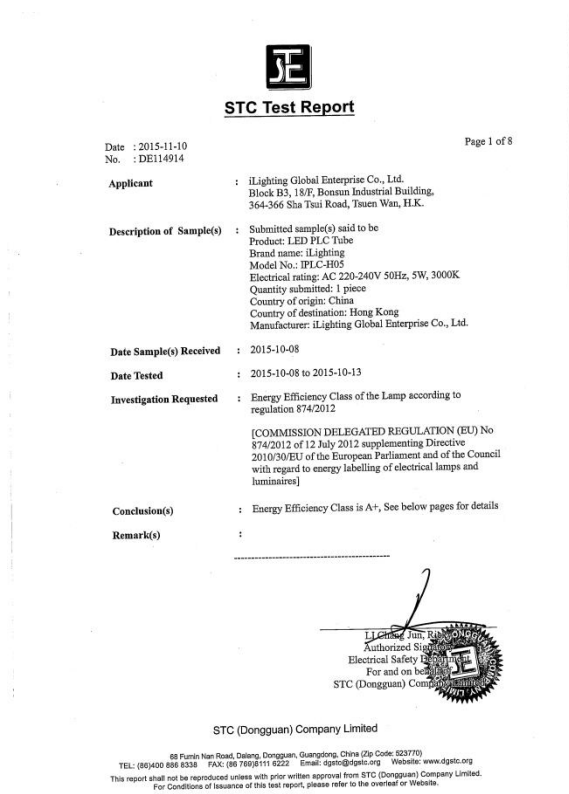 STE
STC Test Report
Date : 2015-11-10 Page 1 of 8
No. : DE114914
Applicant : iLighting Global Enterprise Co., Ltd.
Block B3, 18/F, Bonsun Industrial Building,
364-366 Sha Tsui Road, Tsuen Wan, H.K.
Description of Sample(s) : Submitted sample(s) said to be
Product: LED PLC Tube
Brand name: iLighting
Model No.: IPLC-H05
Electrical rating: AC 220-240V 50Hz, 5W, 3000K
Quantity submitted: 1 piece
Country of origin: China
Country of destination: Hong Kong
Manufacturer: iLighting Global Enterprise Co., Ltd.
Date Sample(s) Received : 2015-10-08
Date Tested : 2015-10-08 to 2015-10-13
Investigation Requested : Energy Efficiency Class of the Lamp according to
regulation 874/2012
[COMMISSION DELEGATED REGULATION (EU) No
874/2012 of 12 July 2012 supplementing Directive
2010/30/EU of the European Parliament and of the Council
with regard to energy labelling of electrical lamps and
luminaires]
Conclusion(s) : Energy Efficiency Class is A+, See below pages for details
Remark(s) :
Jun,
Authorized
Electrical Safety
For and on
STC (Dongguan)
STC (Dongguan) Company Limited
68 Fumin Nan Road, Dalang, Dongguan, Guangdong, China (Zip Code: 523770)
TEL: (86)400 886 8338 FAX: (86 769)8111 6222 Email: dgstc@dgstc.org Website: www.dgstc.org
This report shall not be reproduced unless with prior written approval from STC (Dongguan) Company Limited.
For Conditions of Issuance of this test report, please refer to the overleaf or Website.